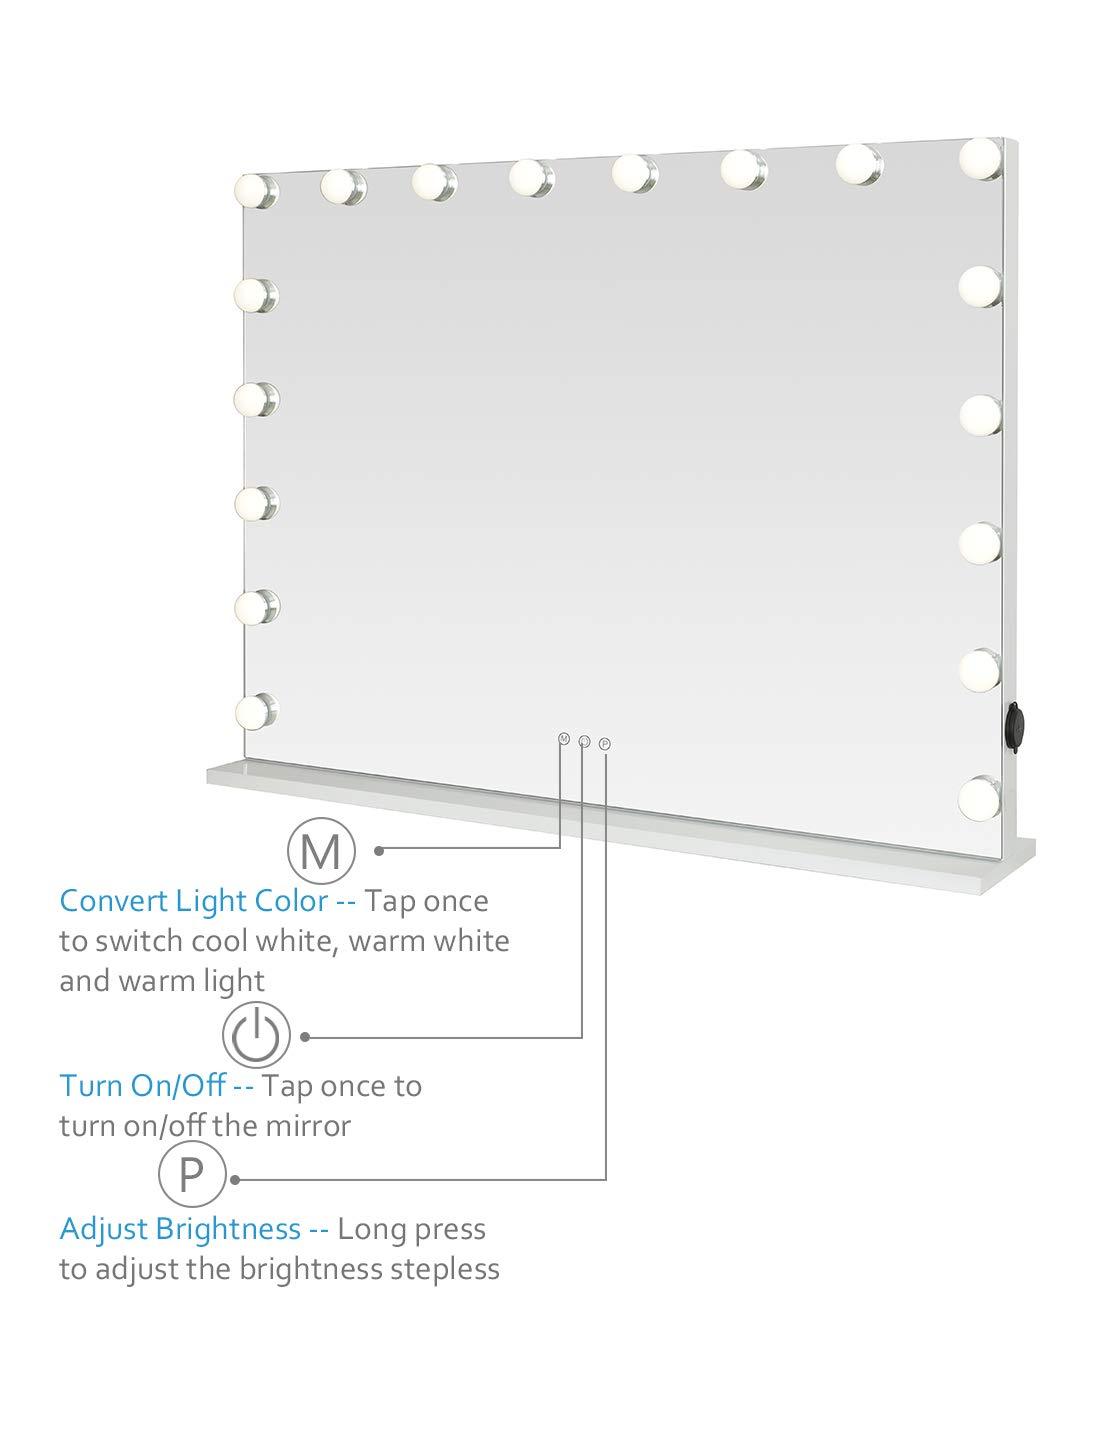 M P
M
Convert Light Color -- Tap once
to switch cool white, warm white
and warm light
Turn On/Off -- Tap once to
turn on/off the mirror
P
Adjust Brightness -- Long press
to adjust the brightness stepless